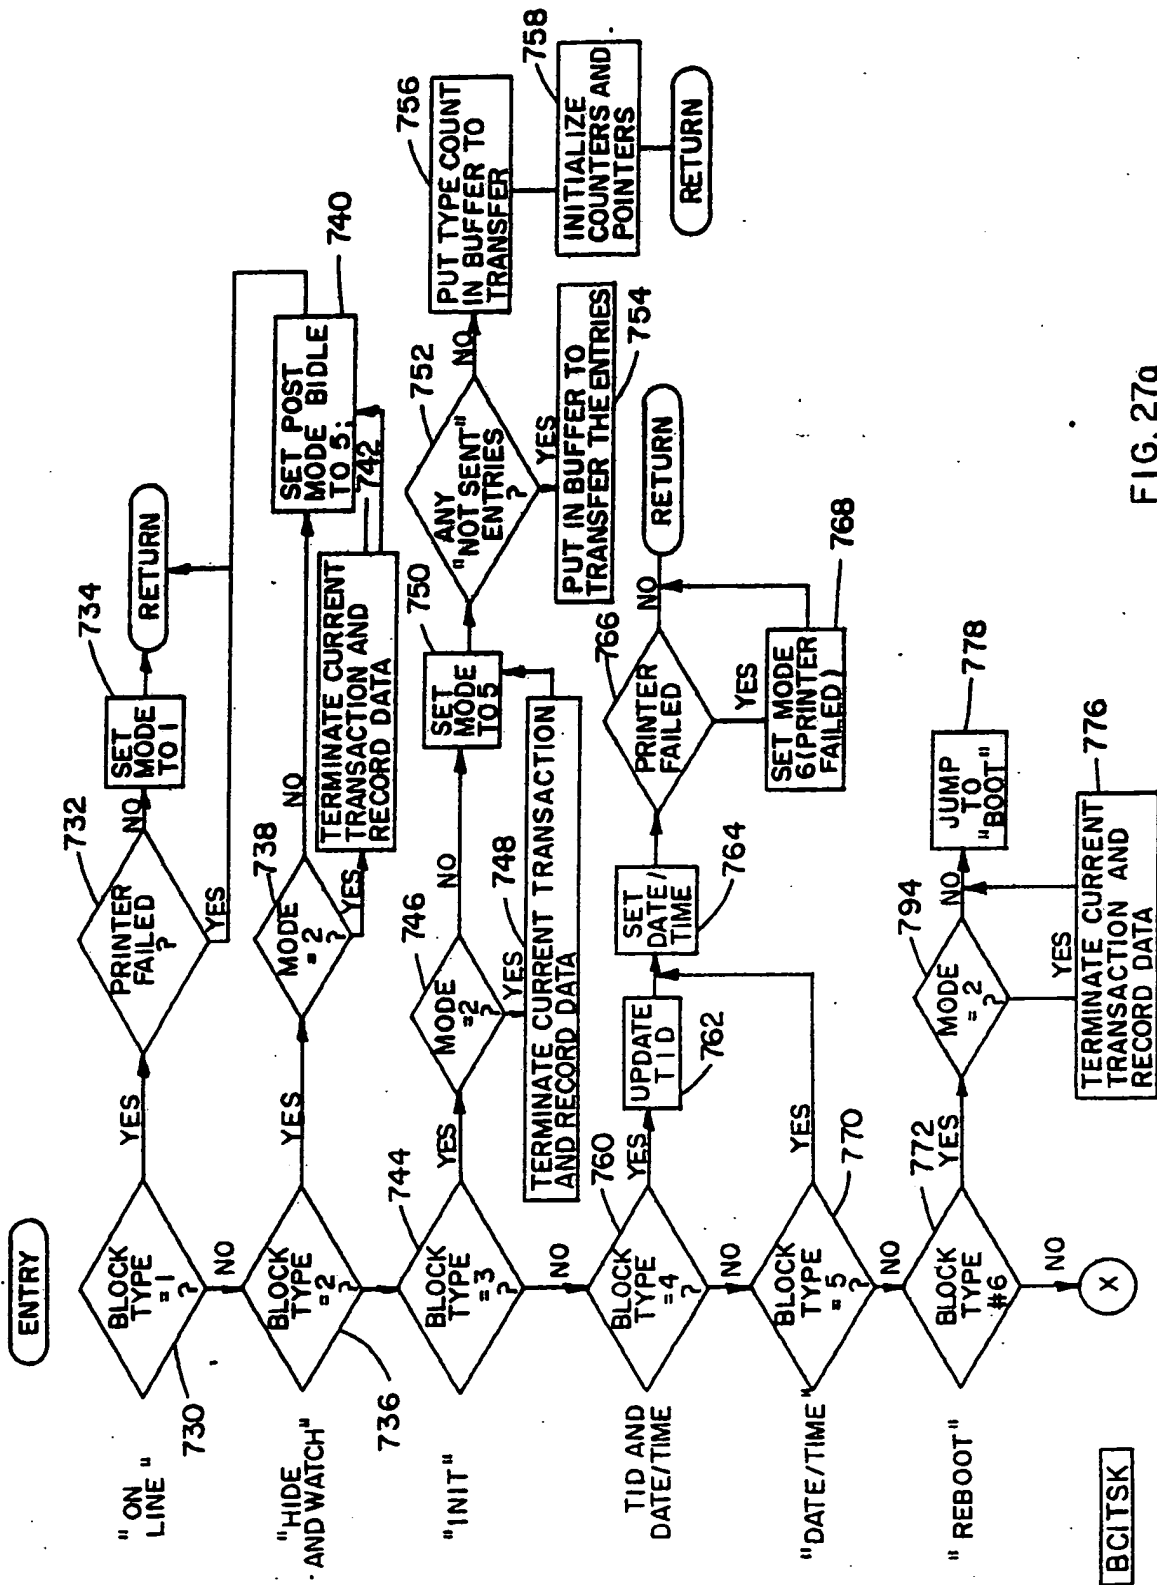 ENTRY
"ON
LINE"
BLOCK
TYPE
=1
?
730
YES
NO
PRINTER
FAILED
?
732
YES
NO
SET
MODE
TO 1
734
RETURN
"HIDE
AND WATCH"
BLOCK
TYPE
=2
?
736
YES
MODE
=2
?
738
NO
YES
SET POST
MODE BIDLE
TO 5;
740
742
TERMINATE CURRENT
TRANSACTION AND
RECORD DATA
"INIT"
BLOCK
TYPE
=3
?
744
YES
NO
MODE
=2
?
746
NO
YES
748
TERMINATE CURRENT TRANSACTION
AND RECORD DATA
SET
MODE
TO 5
750
ANY
"NOT SENT"
ENTRIES
?
752
NO
YES
PUT IN BUFFER TO
TRANSFER THE ENTRIES
754
PUT TYPE COUNT
IN BUFFER TO
TRANSFER
756
INITIALIZE
COUNTERS AND
POINTERS
758
RETURN
TID AND
DATE/TIME
BLOCK
TYPE
=4
?
760
YES
NO
UPDATE
TID
762
SET
DATE/
TIME
764
PRINTER
FAILED
766
NO
YES
RETURN
SET MODE
6 (PRINTER
FAILED)
768
"DATE/TIME"
BLOCK
TYPE
=5
?
770
YES
NO
"REBOOT"
BLOCK
TYPE
#6
772
YES
NO
MODE
=2
?
794
NO
YES
JUMP
TO
"BOOT"
778
TERMINATE CURRENT
TRANSACTION AND
RECORD DATA
776
X
BCITSK
FIG. 27a